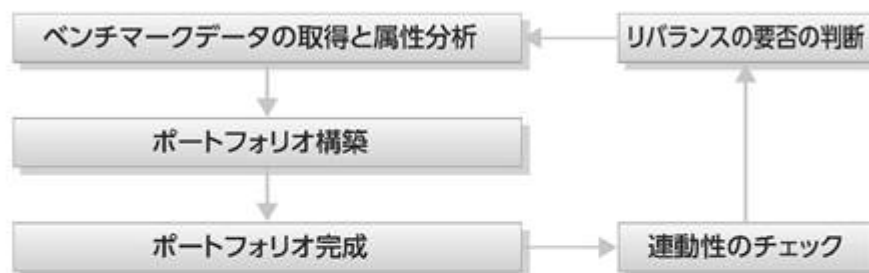 ベンチマークデータの取得と属性分析
リバランスの要否の判断
ポートフォリオ構築
ポートフォリオ完成
連動性のチェック